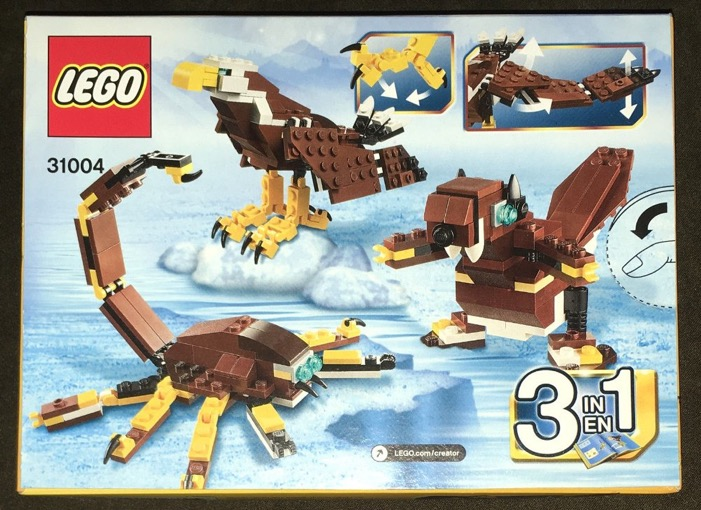 LEGO
31004
3 IN EN 1
LEGO.com/creator